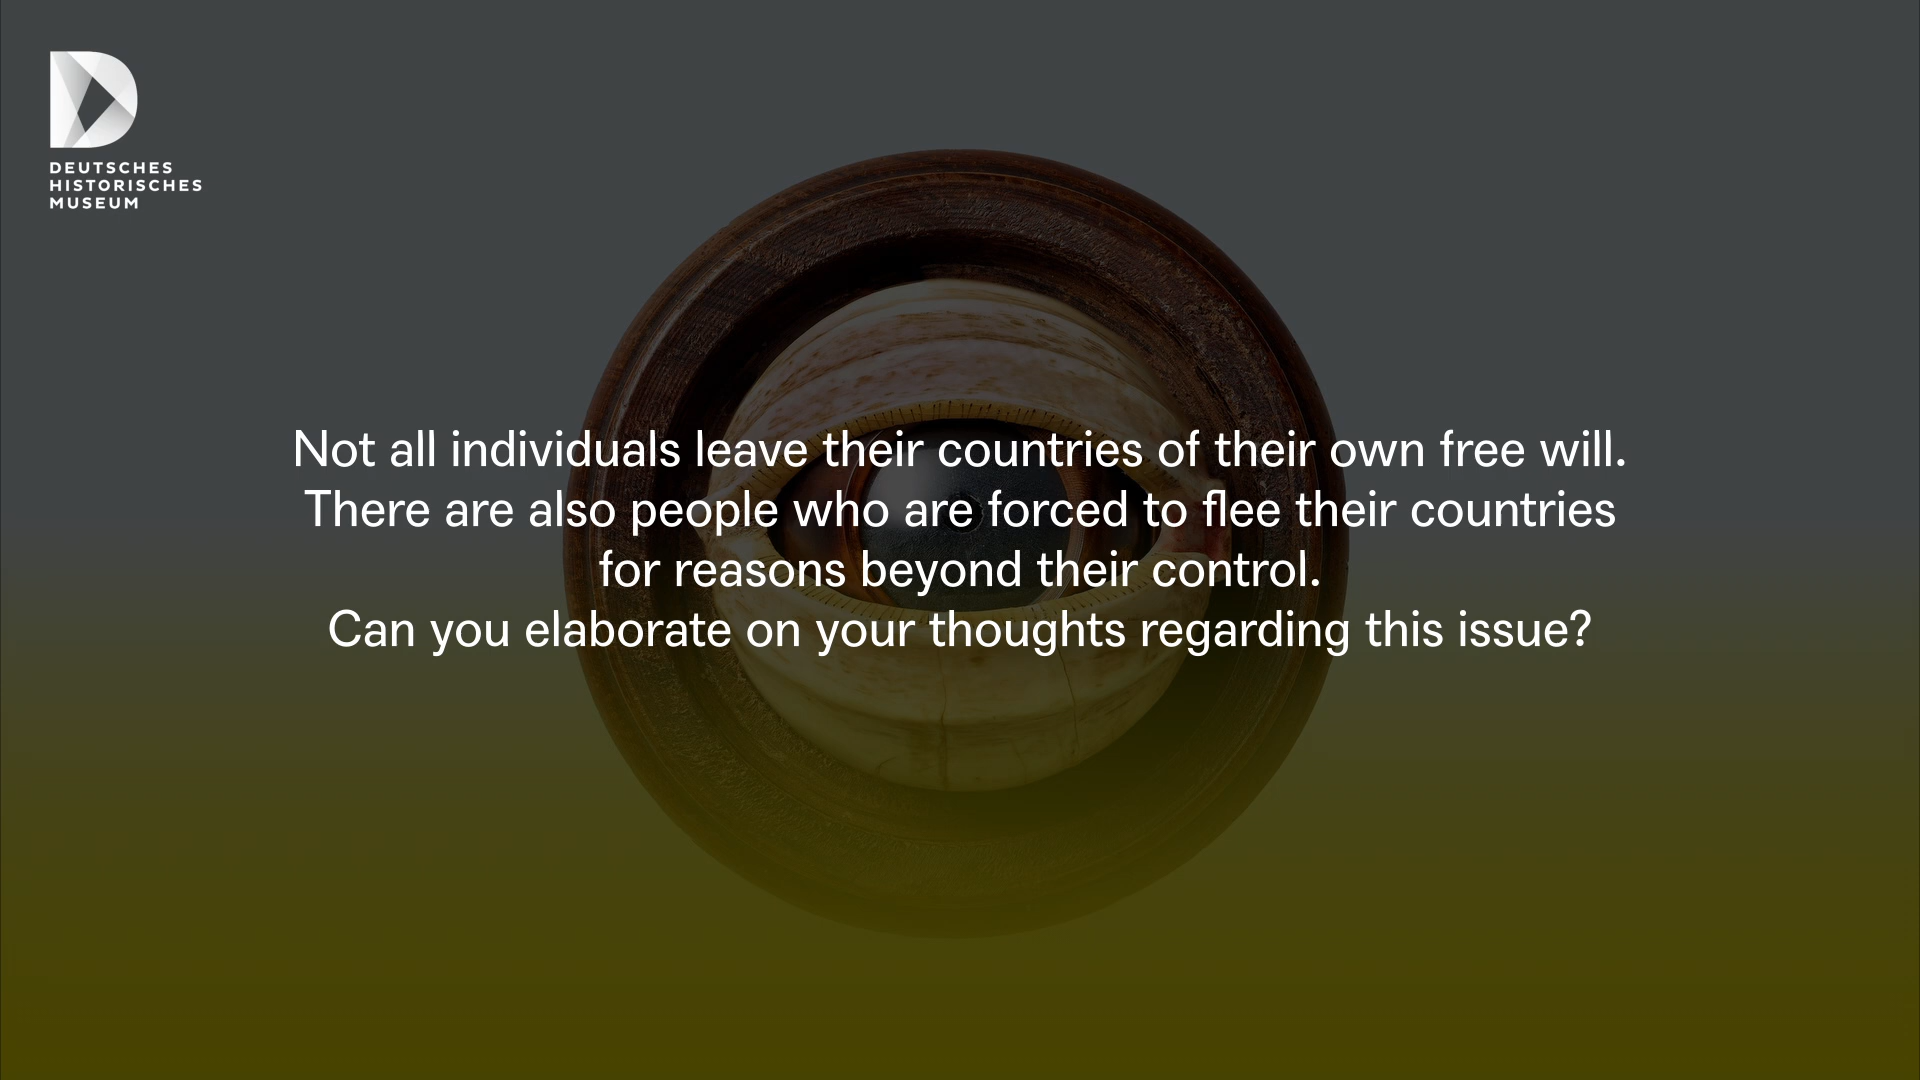 DEUTSCHES
HISTORISCHES
MUSEUM
Not all individuals leave their countries of their own free will.
There are also people who are forced to flee their countries
for reasons beyond their control.
Can you elaborate on your thoughts regarding this issue?